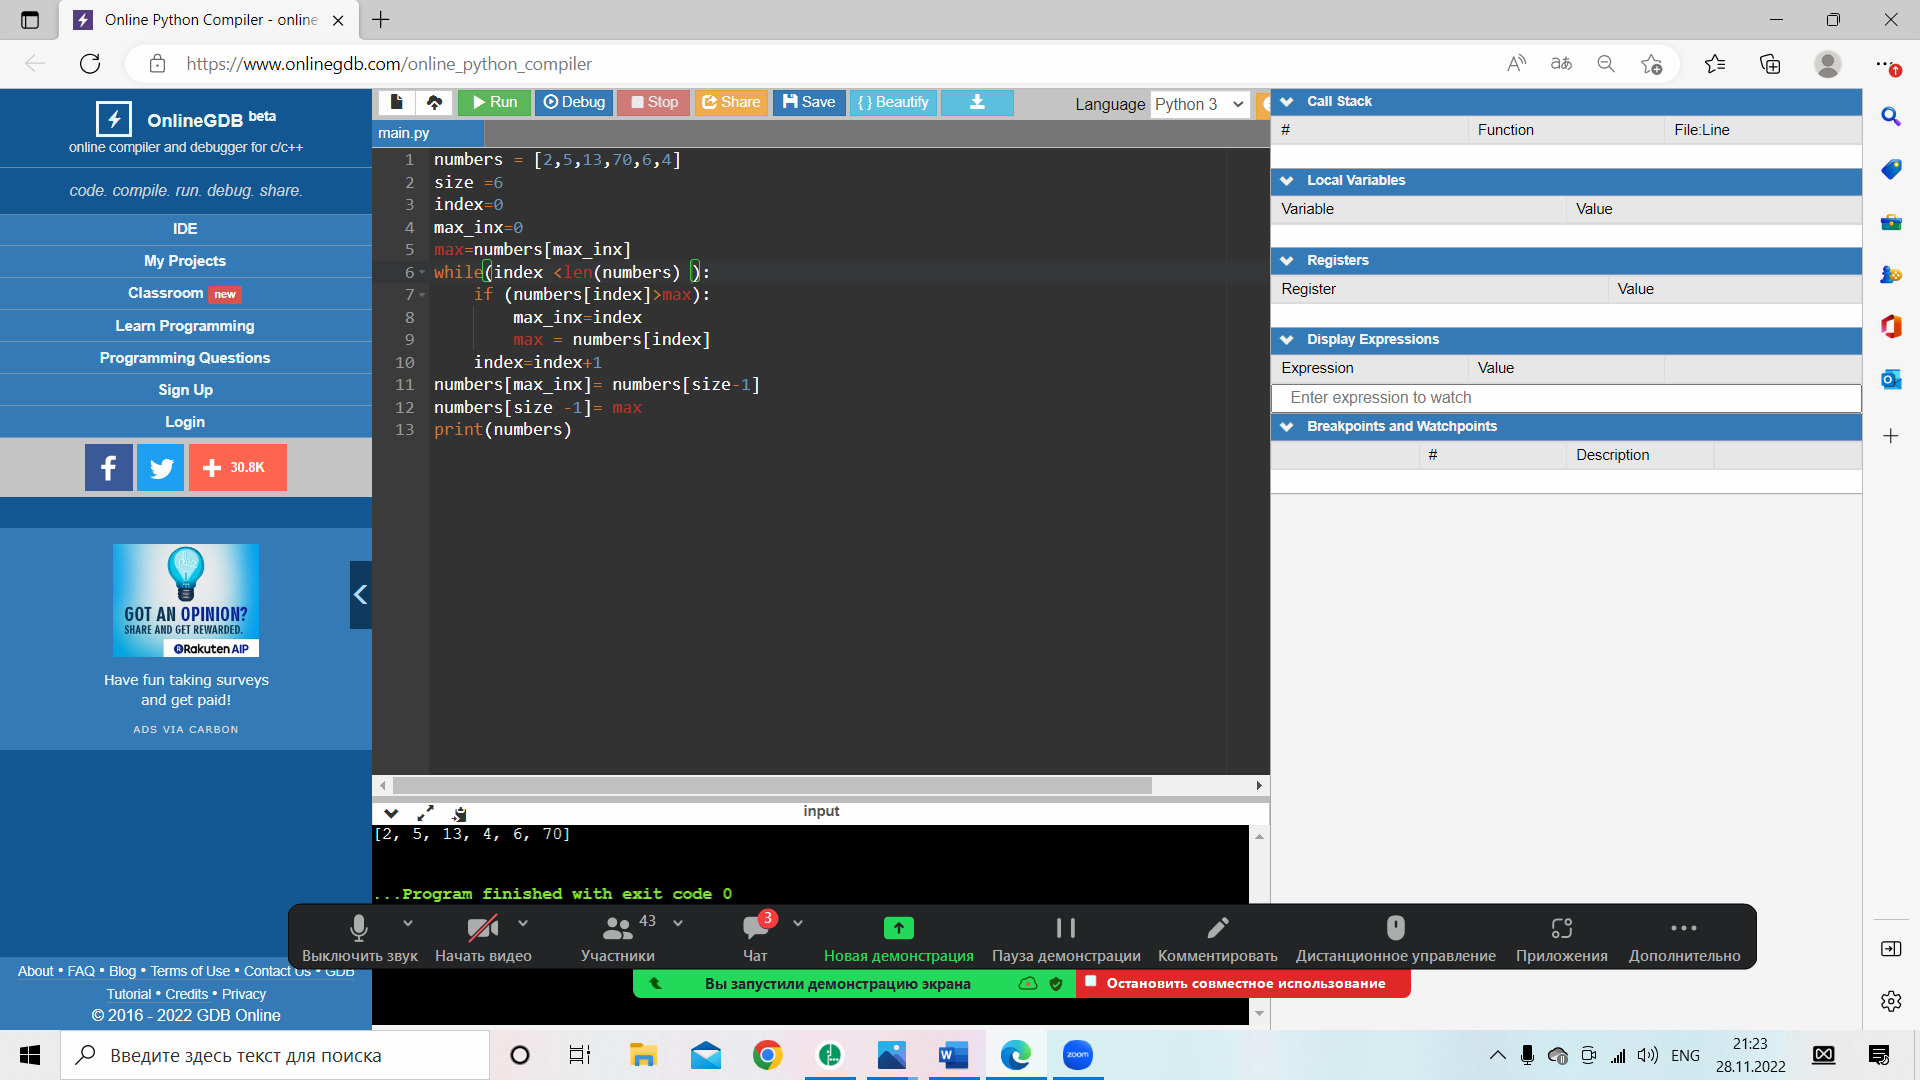 Online Python Compiler - online
https://www.onlinegdb.com/online_python_compiler
OnlineGDB beta
online compiler and debugger for c/c++
code. compile. run. debug. share.
IDE
My Projects
Classroom new
Learn Programming
Programming Questions
Sign Up
Login
30.8K
GOT AN OPINION?
SHARE AND GET REWARDED.
Rakuten AIP
Have fun taking surveys
and get paid!
ADS VIA CARBON
About • FAQ • Blog • Terms of Use • Contact Us • GDB
Tutorial • Credits • Privacy
© 2016 - 2022 GDB Online
Run Debug Stop Share Save { } Beautify
Language Python 3
main.py
1 numbers = [2,5,13,70,6,4]
2 size =6
3 index=0
4 max_inx=0
5 max=numbers[max_inx]
6 while(index <len(numbers) ):
7 if (numbers[index]>max):
8 max_inx=index
9 max = numbers[index]
10 index=index+1
11 numbers[max_inx]= numbers[size-1]
12 numbers[size -1]= max
13 print(numbers)
input
[2, 5, 13, 4, 6, 70]
...Program finished with exit code 0
Call Stack
# Function File:Line
Local Variables
Variable Value
Registers
Register Value
Display Expressions
Expression Value
Enter expression to watch
Breakpoints and Watchpoints
# Description
43
3
Выключить звук Начать видео Участники Чат Новая демонстрация Пауза демонстрации Комментировать Дистанционное управление Приложения Дополнительно
Вы запустили демонстрацию экрана Остановить совместное использование
Введите здесь текст для поиска
zoom
ENG
21:23
28.11.2022